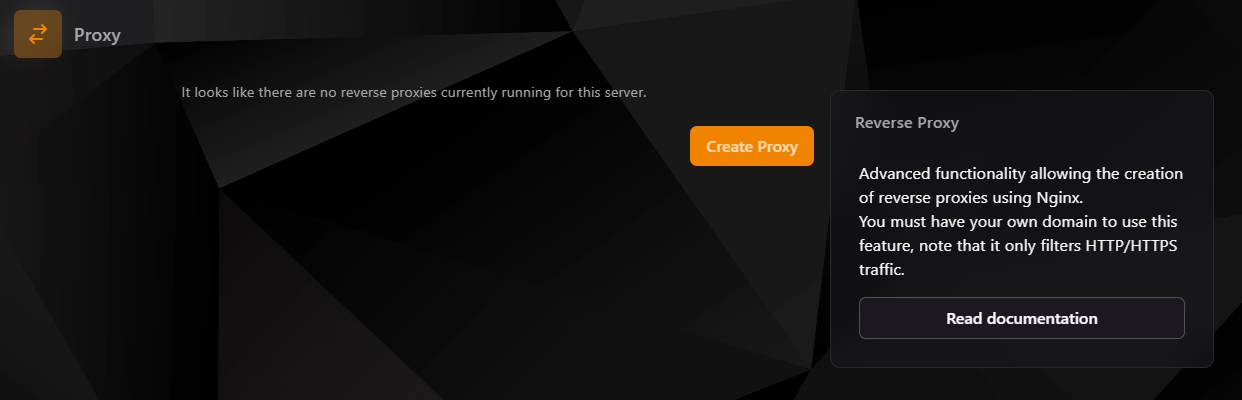 Proxy
It looks like there are no reverse proxies currently running for this server.
Create Proxy
Reverse Proxy
Advanced functionality allowing the creation
of reverse proxies using Nginx.
You must have your own domain to use this
feature, note that it only filters HTTP/HTTPS
traffic.
Read documentation